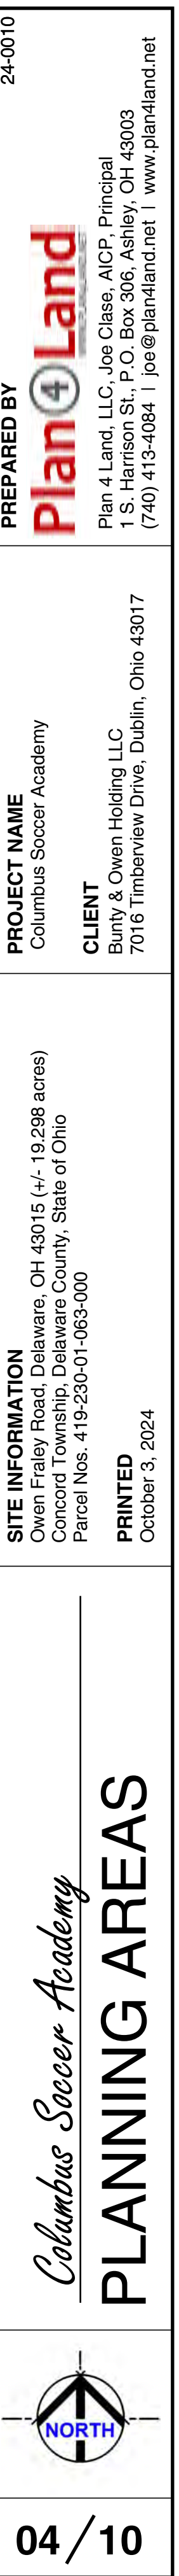 04/10
NORTH
Columbus Soccer Academy
PLANNING AREAS
SITE INFORMATION
Owen Fraley Road, Delaware, OH 43015 (+/- 19.298 acres)
Concord Township, Delaware County, State of Ohio
Parcel Nos. 419-230-01-063-000
PRINTED
October 3, 2024
PROJECT NAME
Columbus Soccer Academy
CLIENT
Bunty & Owen Holding LLC
7016 Timberview Drive, Dublin, Ohio 43017
PREPARED BY
24-0010
Plan 4 Land
Plan 4 Land, LLC, Joe Clase, AICP, Principal
1 S. Harrison St., P.O. Box 306, Ashley, OH 43003
(740) 413-4084 | joe@plan4land.net | www.plan4land.net